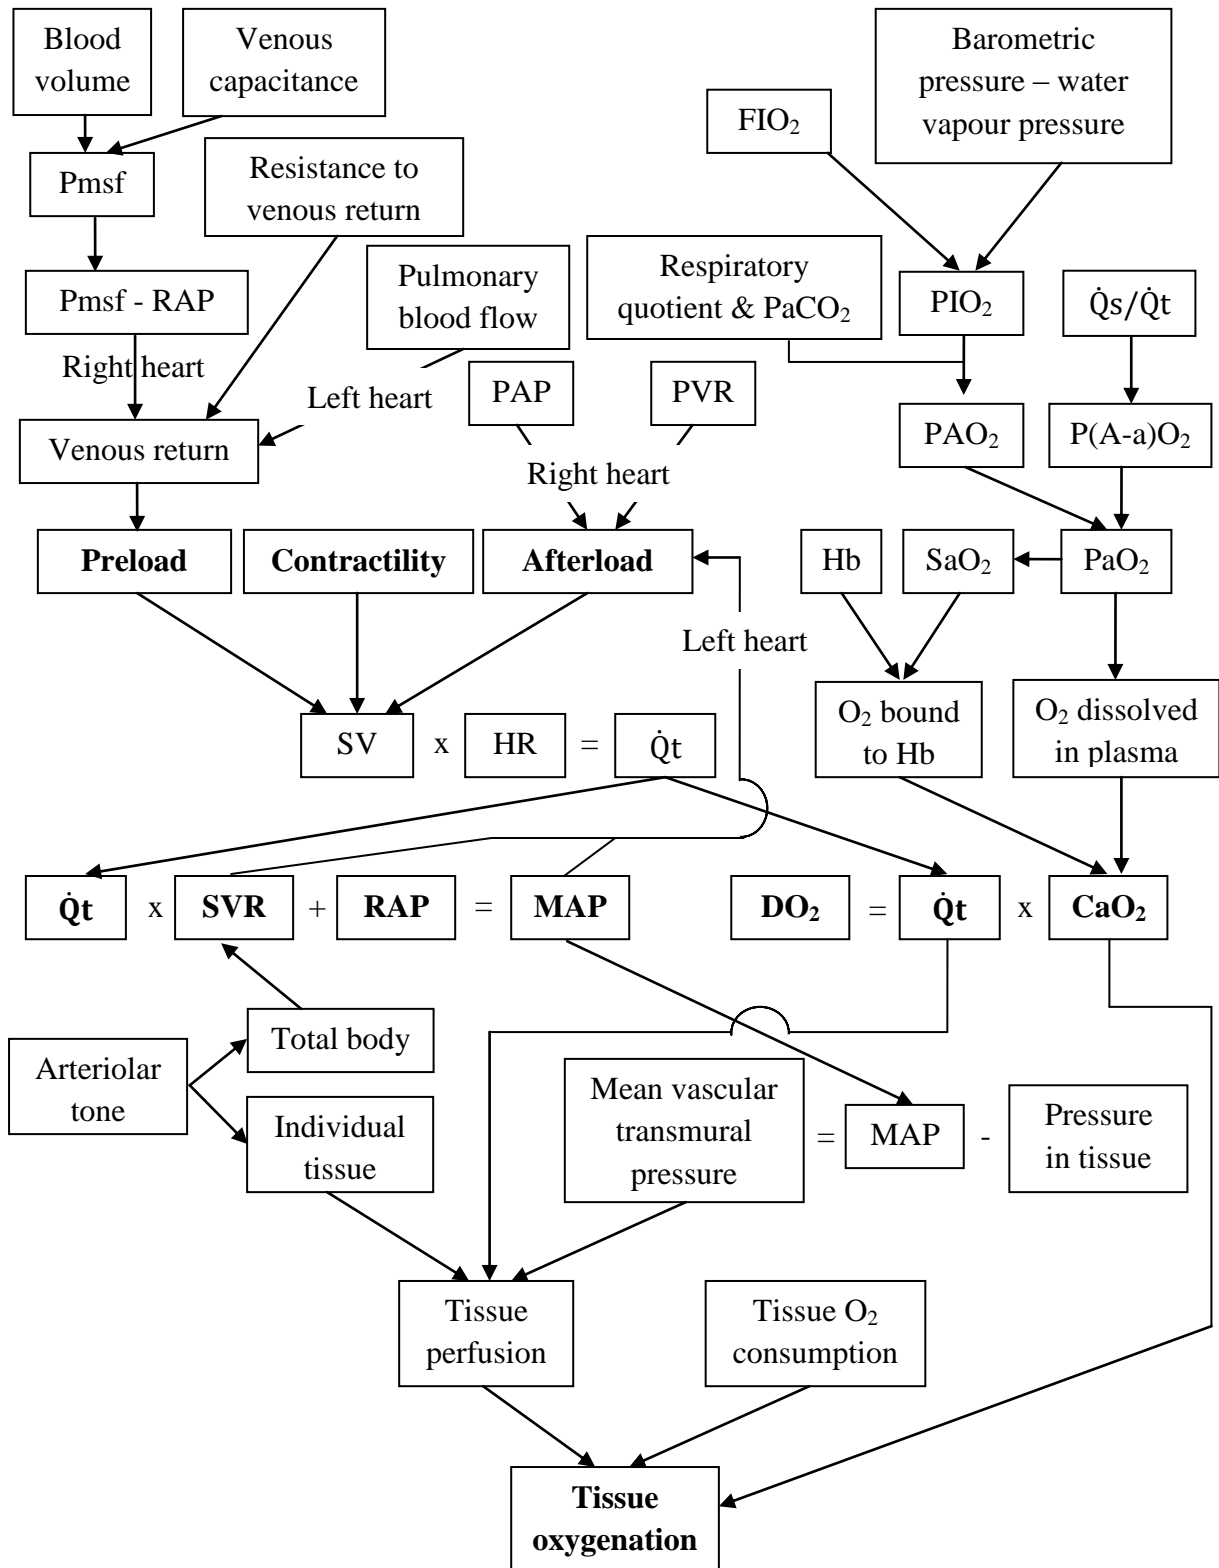 Blood
volume
Venous
capacitance
Barometric
pressure – water
vapour pressure
FIO₂
Pmsf
Resistance to
venous return
Pmsf - RAP
Pulmonary
blood flow
Respiratory
quotient & PaCO₂
PIO₂
Q̇s/Q̇t
Right heart
Left heart
PAP
PVR
Venous return
PAO₂
P(A-a)O₂
Right heart
Preload
Contractility
Afterload
Hb
SaO₂
PaO₂
Left heart
O₂ bound
to Hb
O₂ dissolved
in plasma
SV x HR = Q̇t
Q̇t x SVR + RAP = MAP
DO₂ = Q̇t x CaO₂
Total body
Arteriolar
tone
Individual
tissue
Mean vascular
transmural
pressure
= MAP -
Pressure
in tissue
Tissue
perfusion
Tissue O₂
consumption
Tissue
oxygenation